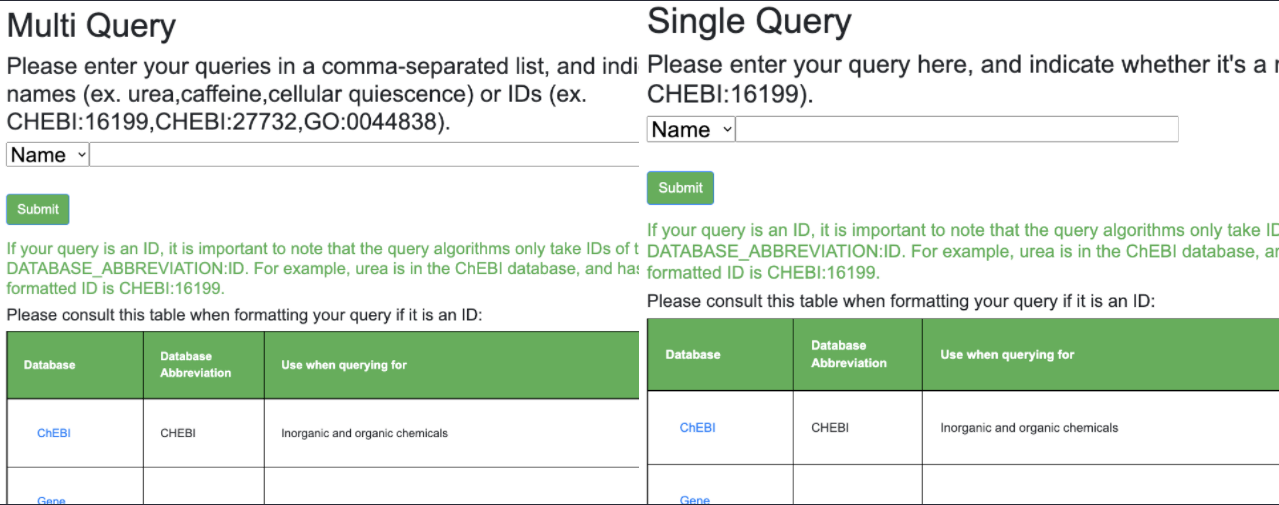 Multi Query
Please enter your queries in a comma-separated list, and indi
names (ex. urea,caffeine,cellular quiescence) or IDs (ex.
CHEBI:16199,CHEBI:27732,GO:0044838).
Name
Submit
If your query is an ID, it is important to note that the query algorithms only take IDs of t
DATABASE_ABBREVIATION:ID. For example, urea is in the ChEBI database, and has
formatted ID is CHEBI:16199.
Please consult this table when formatting your query if it is an ID:
Database
Database
Abbreviation
Use when querying for
ChEBI
CHEBI
Inorganic and organic chemicals
Gene
Single Query
Please enter your query here, and indicate whether it's a
CHEBI:16199).
Name
Submit
If your query is an ID, it is important to note that the query algorithms only take ID
DATABASE_ABBREVIATION:ID. For example, urea is in the ChEBI database, an
formatted ID is CHEBI:16199.
Please consult this table when formatting your query if it is an ID:
Database
Database
Abbreviation
Use when querying for
ChEBI
CHEBI
Inorganic and organic chemicals
Gene